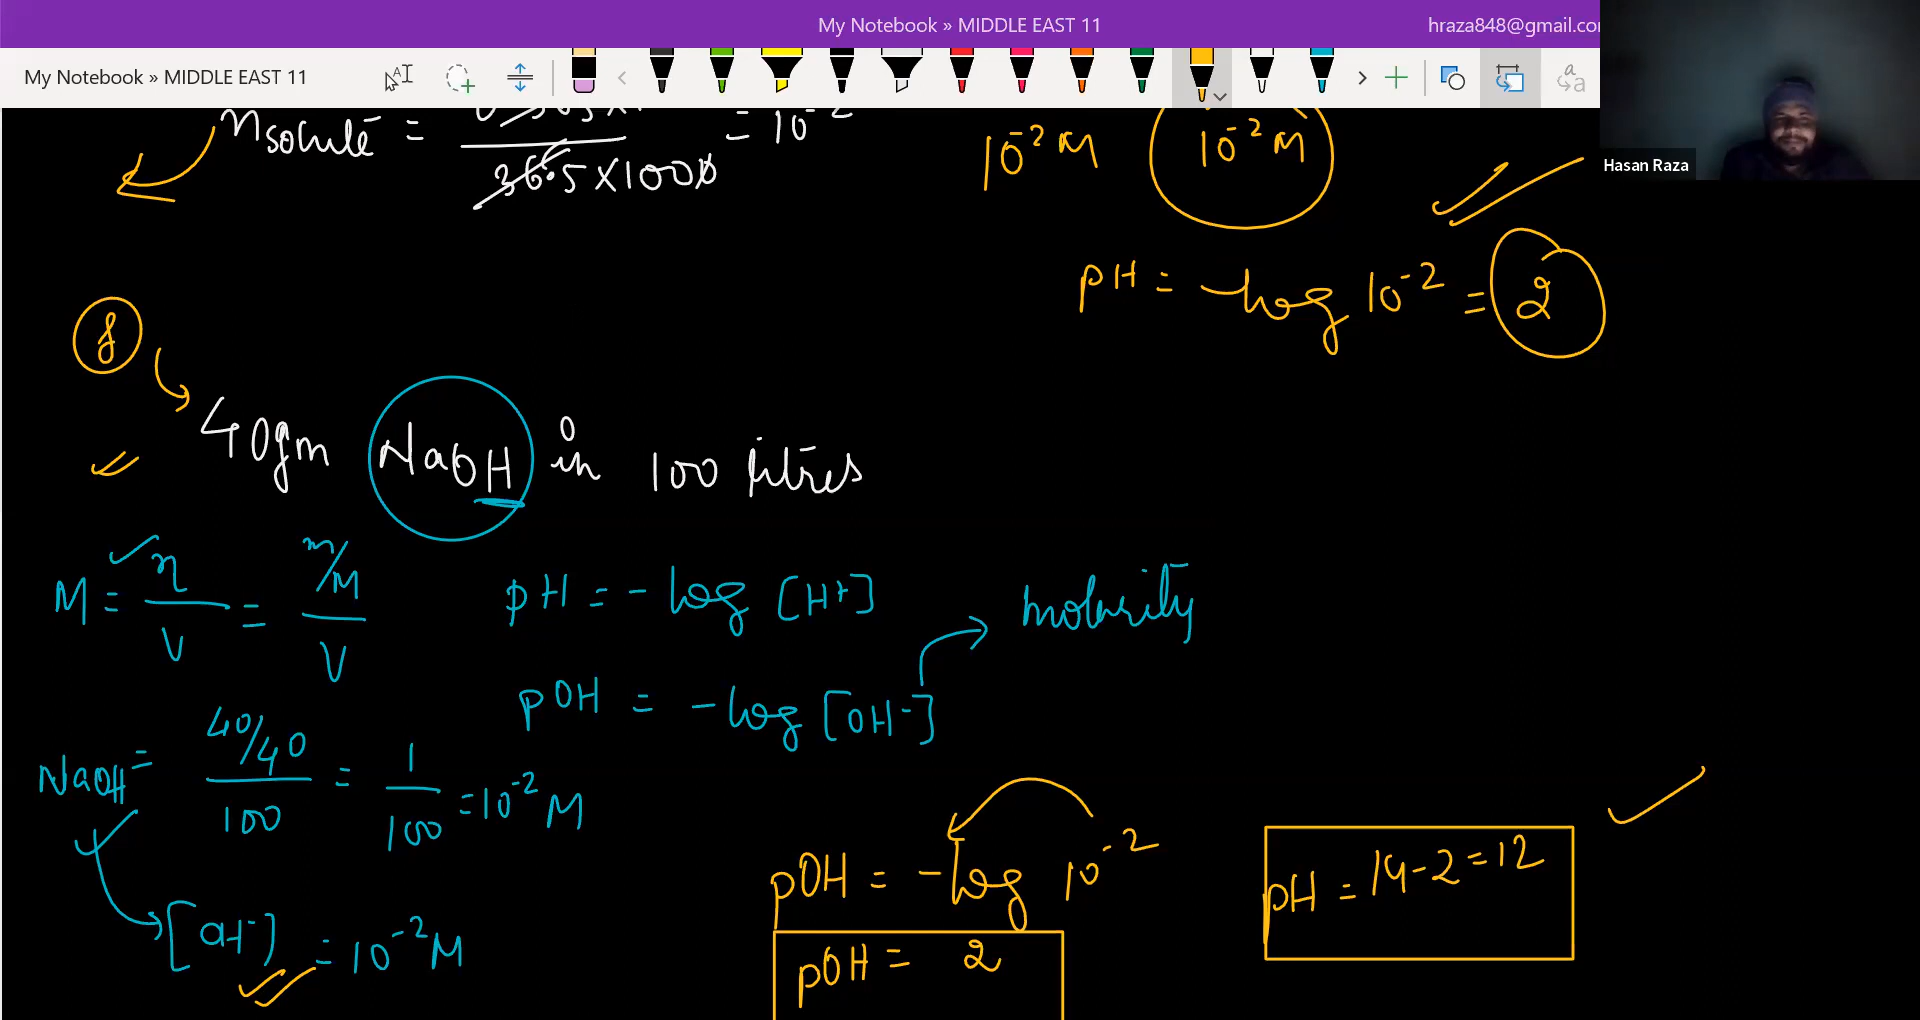 My Notebook » MIDDLE EAST 11
hraza848@gmail.co
My Notebook » MIDDLE EAST 11
Hasan Raza
n solute = / 36.5×1000 = 10⁻²
10⁻² M 10⁻² M
pH = -log 10⁻² = 2
f
40gm NaOH in 100 litres
M = n/V = m/M / V
pH = - log [H+]
molarity
pOH = -log [OH⁻]
NaOH = 40/40 / 100 = 1/100 = 10⁻² M
pOH = -log 10⁻²
pH = 14-2=12
[OH⁻] = 10⁻² M
pOH = 2